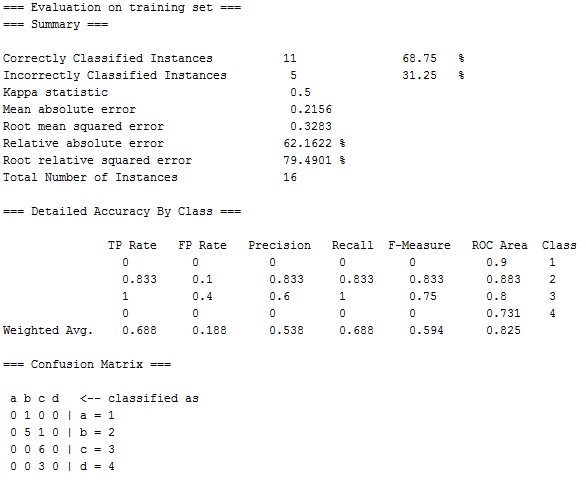 === Evaluation on training set ===
=== Summary ===
Correctly Classified Instances 11 68.75 %
Incorrectly Classified Instances 5 31.25 %
Kappa statistic 0.5
Mean absolute error 0.2156
Root mean squared error 0.3283
Relative absolute error 62.1622 %
Root relative squared error 79.4901 %
Total Number of Instances 16
=== Detailed Accuracy By Class ===
TP Rate FP Rate Precision Recall F-Measure ROC Area Class
0 0 0 0 0 0.9 1
0.833 0.1 0.833 0.833 0.833 0.883 2
1 0.4 0.6 1 0.75 0.8 3
0 0 0 0 0 0.731 4
Weighted Avg. 0.688 0.188 0.538 0.688 0.594 0.825
=== Confusion Matrix ===
a b c d <-- classified as
0 1 0 0 | a = 1
0 5 1 0 | b = 2
0 0 6 0 | c = 3
0 0 3 0 | d = 4